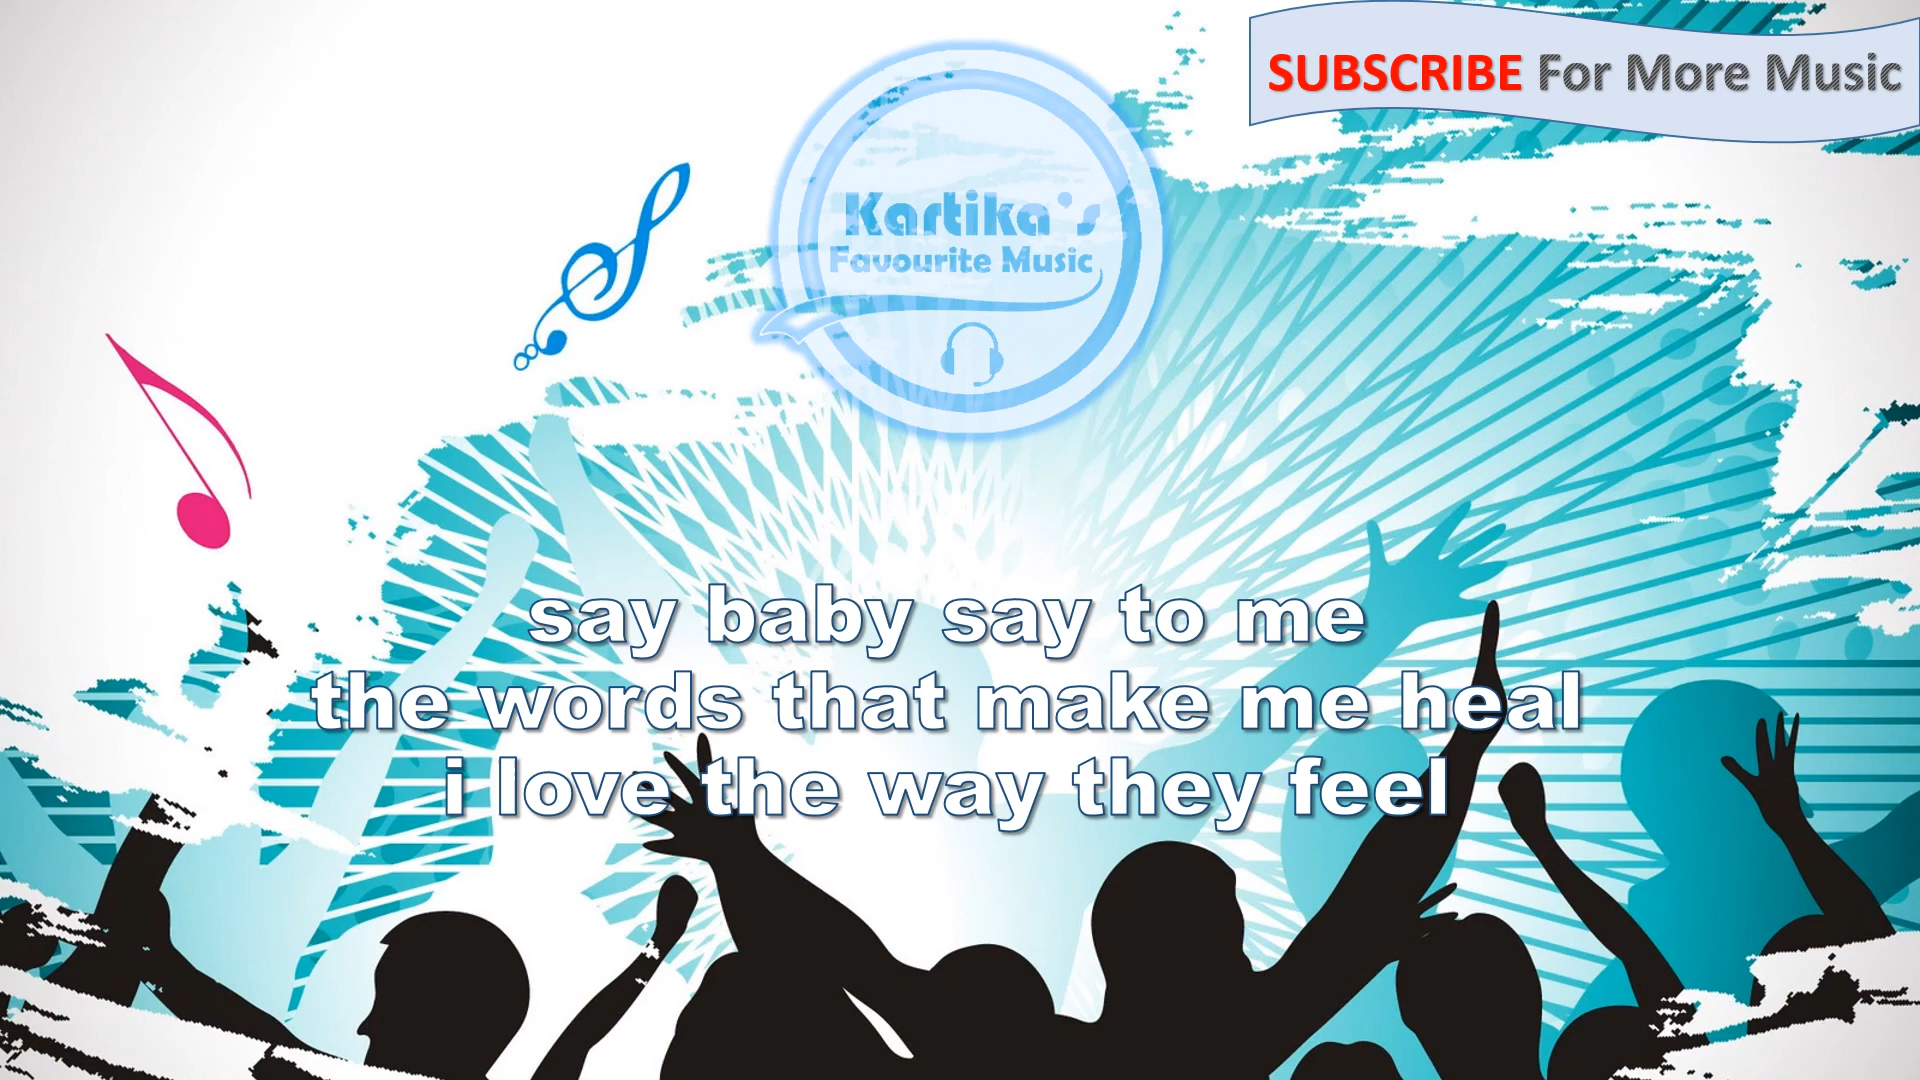 SUBSCRIBE For More Music
Kartika's
Favourite Music
say baby say to me
the words that make me heal
i love the way they feel